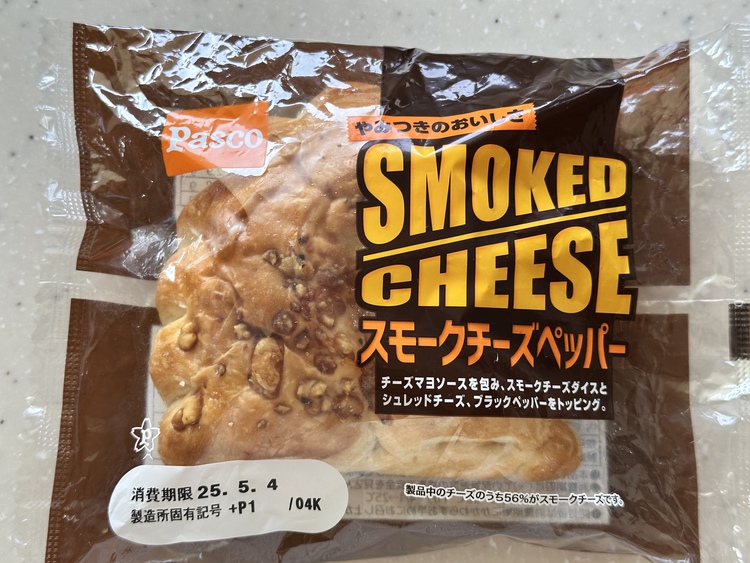 Pasco
やみつきのおいしさ
SMOKED
CHEESE
スモークチーズペッパー
チーズマヨソースを包み、スモークチーズダイスと
シュレッドチーズ、ブラックペッパーをトッピング。
消費期限 25. 5. 4
製造所固有記号 +P1 /04K
製品中のチーズのうち56%がスモークチーズです。